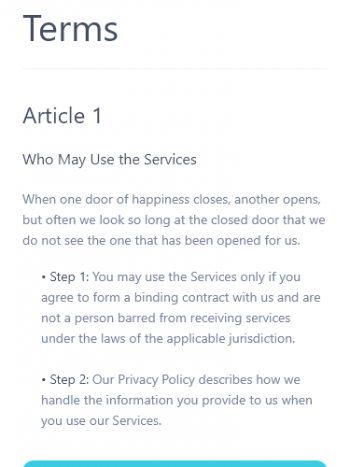 Terms
Article 1
Who May Use the Services
When one door of happiness closes, another opens,
but often we look so long at the closed door that we
do not see the one that has been opened for us.
• Step 1: You may use the Services only if you
agree to form a binding contract with us and are
not a person barred from receiving services
under the laws of the applicable jurisdiction.
• Step 2: Our Privacy Policy describes how we
handle the information you provide to us when
you use our Services.